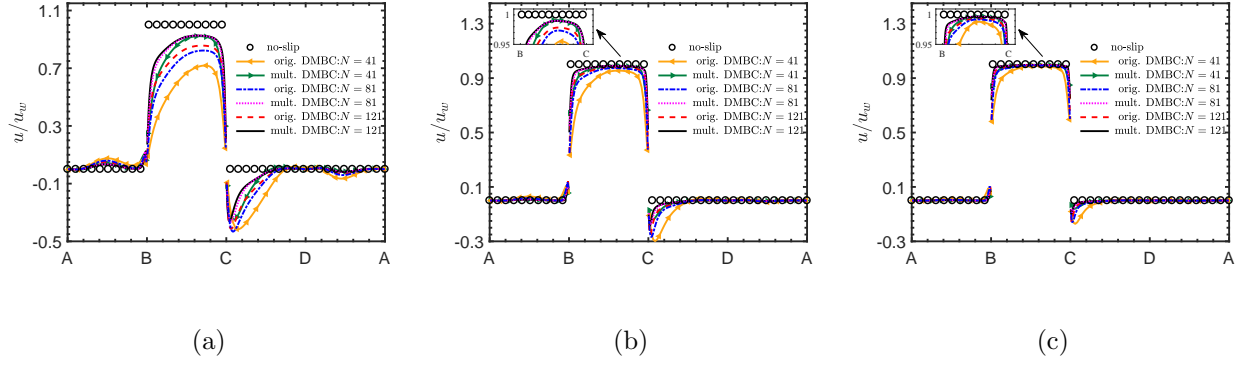 1.1
0.7
0.3
-0.1
-0.5
u/u_w
no-slip
orig. DMBC:N = 41
mult. DMBC:N = 41
orig. DMBC:N = 81
mult. DMBC:N = 81
orig. DMBC:N = 121
mult. DMBC:N = 121
A B C D A
(a)
1.3
0.9
0.5
0.1
-0.3
u/u_w
1
0.95
B C
no-slip
orig. DMBC:N = 41
mult. DMBC:N = 41
orig. DMBC:N = 81
mult. DMBC:N = 81
orig. DMBC:N = 121
mult. DMBC:N = 121
A B C D A
(b)
1.3
0.9
0.5
0.1
-0.3
u/u_w
1
0.95
B C
no-slip
orig. DMBC:N = 41
mult. DMBC:N = 41
orig. DMBC:N = 81
mult. DMBC:N = 81
orig. DMBC:N = 121
mult. DMBC:N = 121
A B C D A
(c)